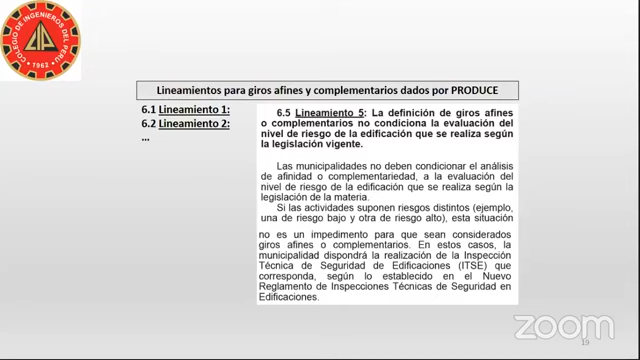 COLEGIO DE INGENIEROS DEL PERU
CIP
• 1962 •
Lineamientos para giros afines y complementarios dados por PRODUCE
6.1 Lineamiento 1:
6.2 Lineamiento 2:
...
6.5 Lineamiento 5: La definición de giros afines
o complementarios no condiciona la evaluación del
nivel de riesgo de la edificación que se realiza según
la legislación vigente.
Las municipalidades no deben condicionar el análisis
de afinidad o complementariedad, a la evaluación del
nivel de riesgo de la edificación que se realiza según la
legislación de la materia.
Si las actividades suponen riesgos distintos (ejemplo,
una de riesgo bajo y otra de riesgo alto), esta situación
no es un impedimento para que sean considerados
giros afines o complementarios. En estos casos, la
municipalidad dispondrá la realización de la Inspección
Técnica de Seguridad de Edificaciones (ITSE) que
corresponda, según lo establecido en el Nuevo
Reglamento de Inspecciones Técnicas de Seguridad en
Edificaciones.
zoom
19